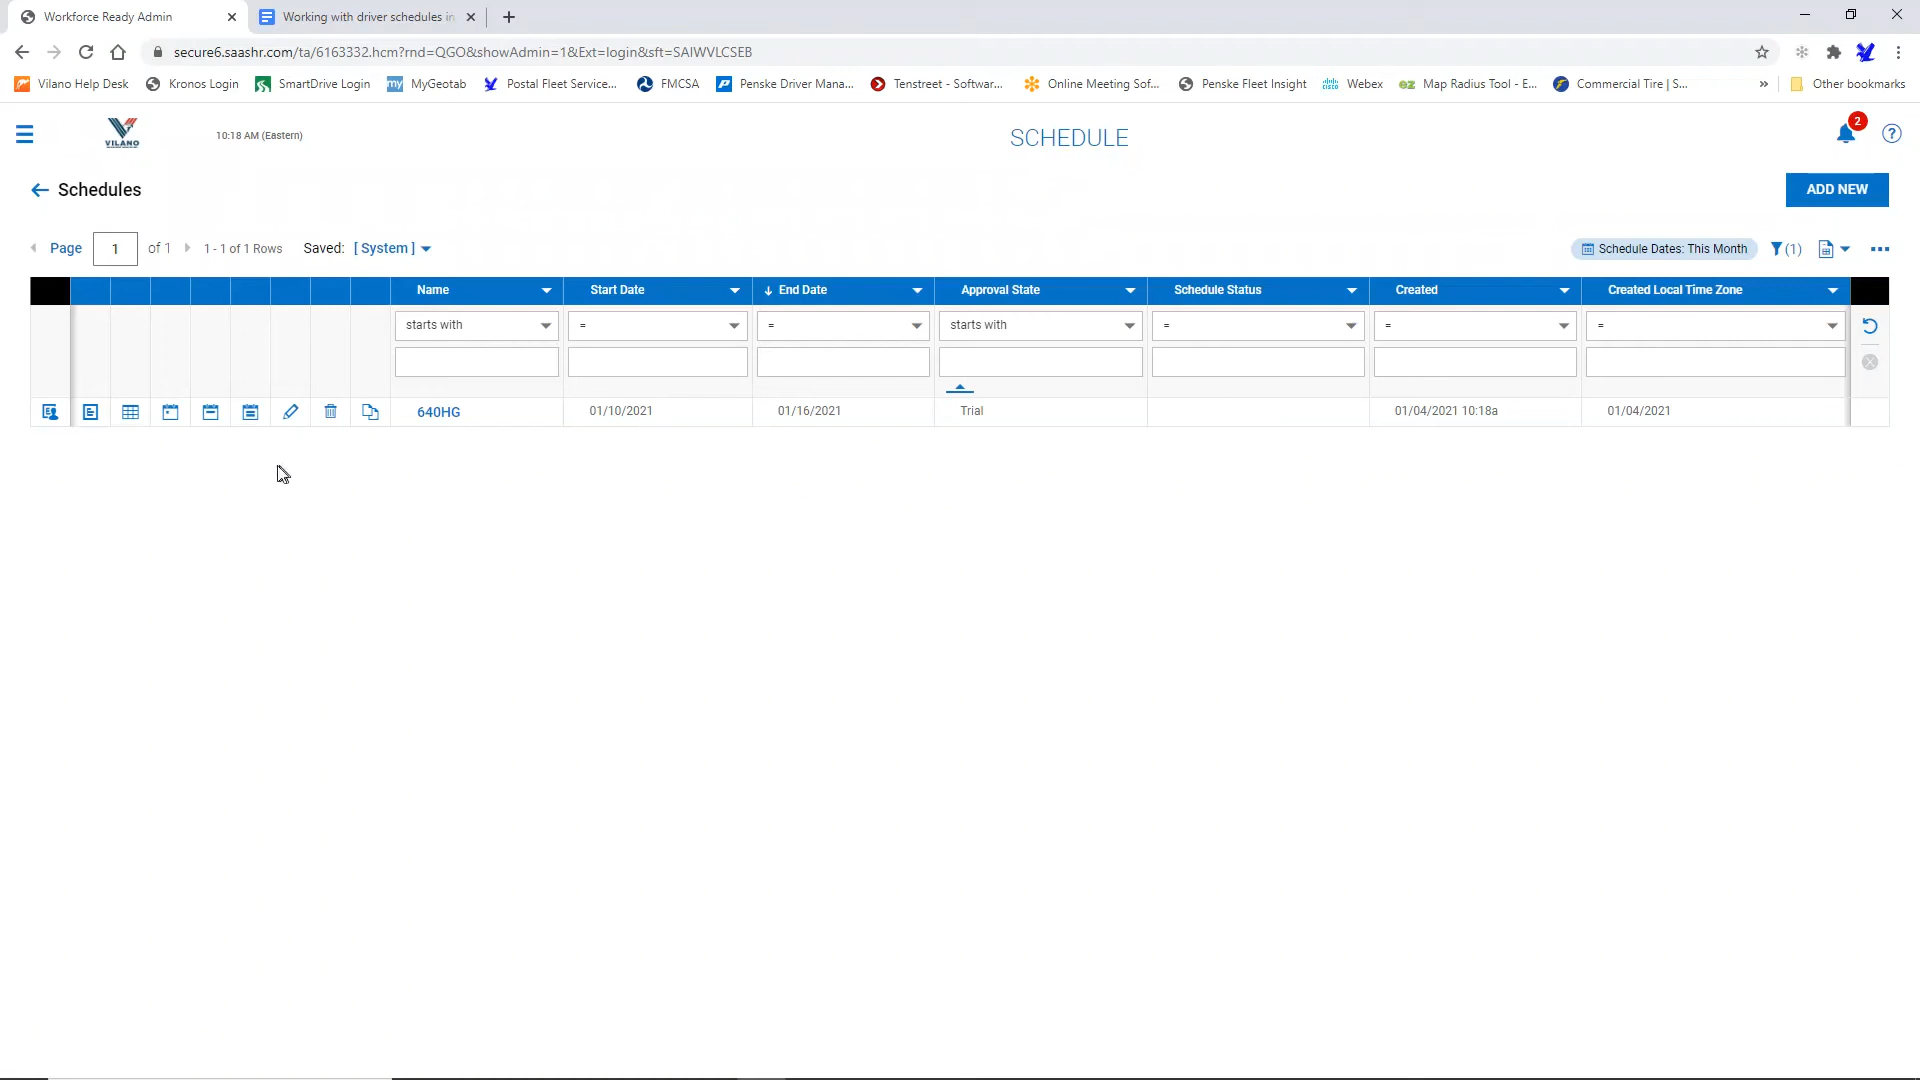 Workforce Ready Admin
Working with driver schedules in
secure6.saashr.com/ta/6163332.hcm?rnd=QGO&showAdmin=1&Ext=login&sft=SAIWVLCSEB
Vilano Help Desk Kronos Login SmartDrive Login my MyGeotab Postal Fleet Service... FMCSA Penske Driver Mana... Tenstreet - Softwar... Online Meeting Sof... Penske Fleet Insight Webex ez Map Radius Tool - E... Commercial Tire | S... » Other bookmarks
VILANO 10:18 AM (Eastern) SCHEDULE 2
Schedules ADD NEW
Page 1 of 1 1 - 1 of 1 Rows Saved: [ System ] Schedule Dates: This Month (1)
Name Start Date End Date Approval State Schedule Status Created Created Local Time Zone
starts with = = starts with = = =
640HG 01/10/2021 01/16/2021 Trial 01/04/2021 10:18a 01/04/2021